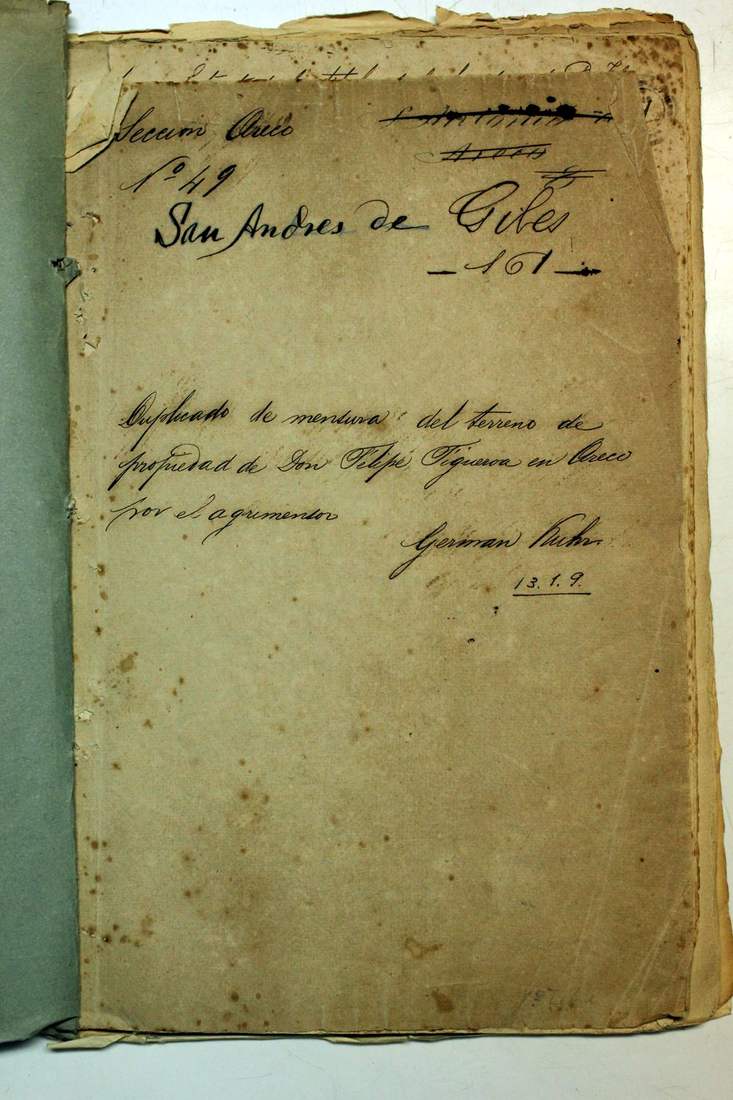 Seccion Areco
Nº 49
Areco
San Andres de Giles
161
Duplicado de mensura del terreno de
propiedad de Don Felipe Figueroa en Areco
por el agrimensor
German Kuhr
13.1.9.